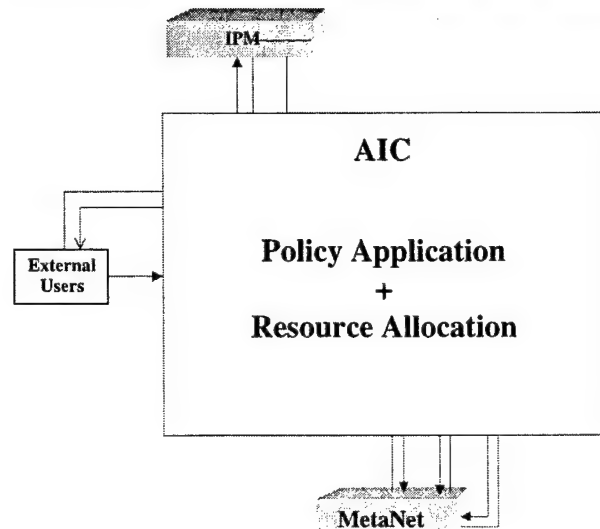 IPM
AIC
Policy Application
+
Resource Allocation
External
Users
MetaNet